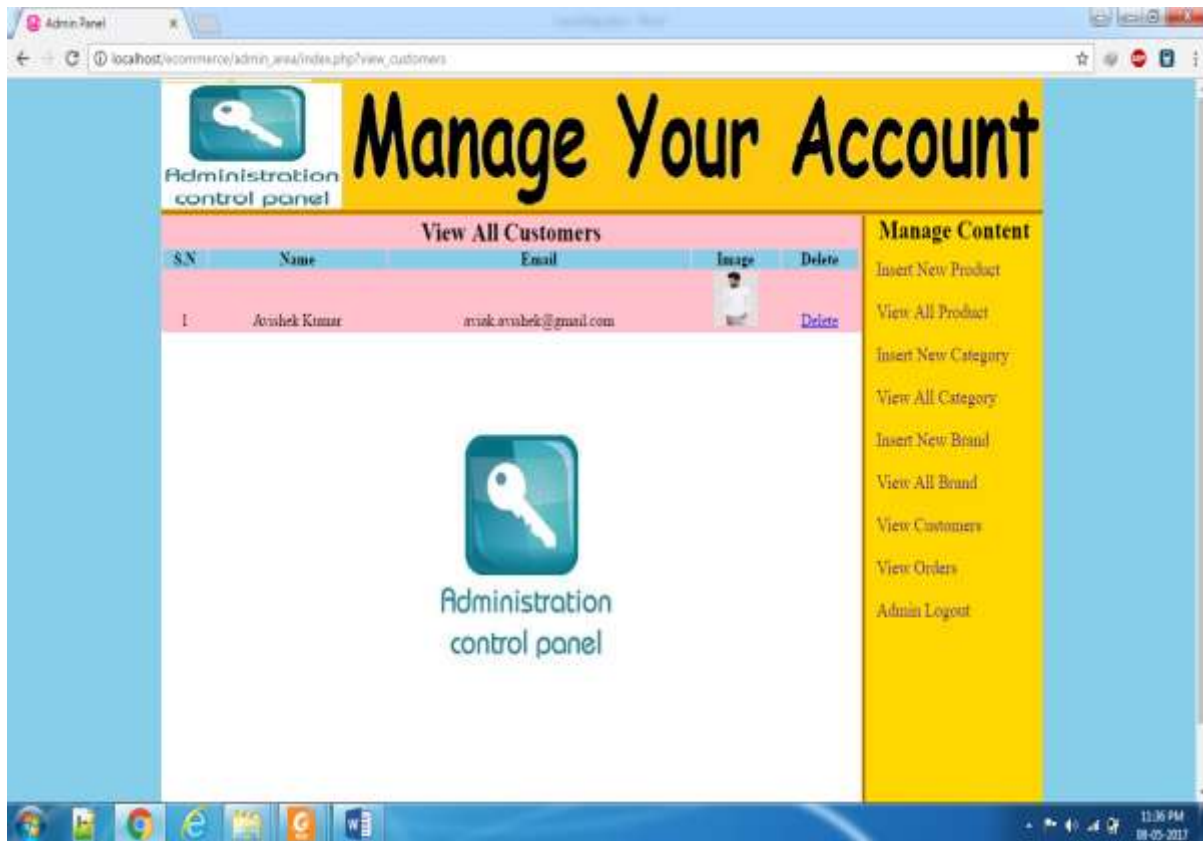 Admin Panel
localhost/ecommerce/admin_area/index.php?view_customers
Administration
control panel
Manage Your Account
View All Customers
S.N Name Email Image Delete
1 Avishek Kumar Delete
Manage Content
Insert New Product
View All Product
Insert New Category
View All Category
Insert New Brand
View All Brand
View Customers
View Orders
Admin Logout
Administration
control panel
11:36 PM
08-05-2017